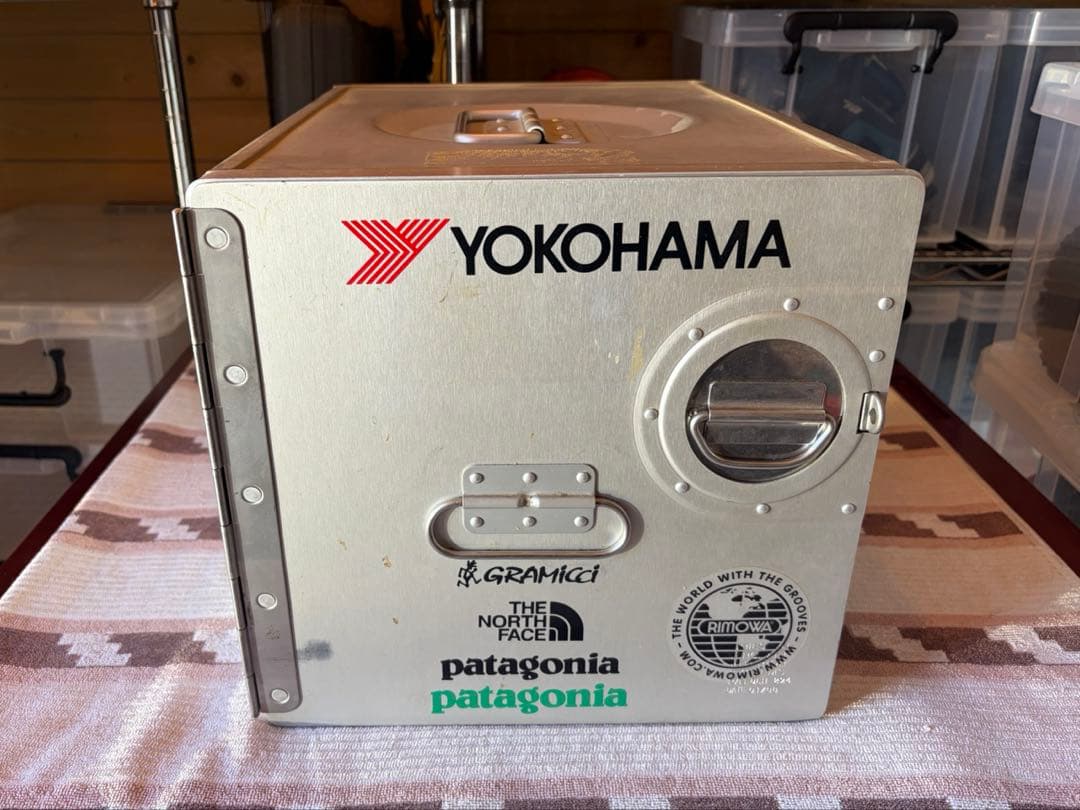 YOKOHAMA
GRAMiCCi
THE
NORTH
FACE
patagonia
patagonia
THE WORLD WITH THE GROOVES - WWW.RIMOWA.COM -
RIMOWA